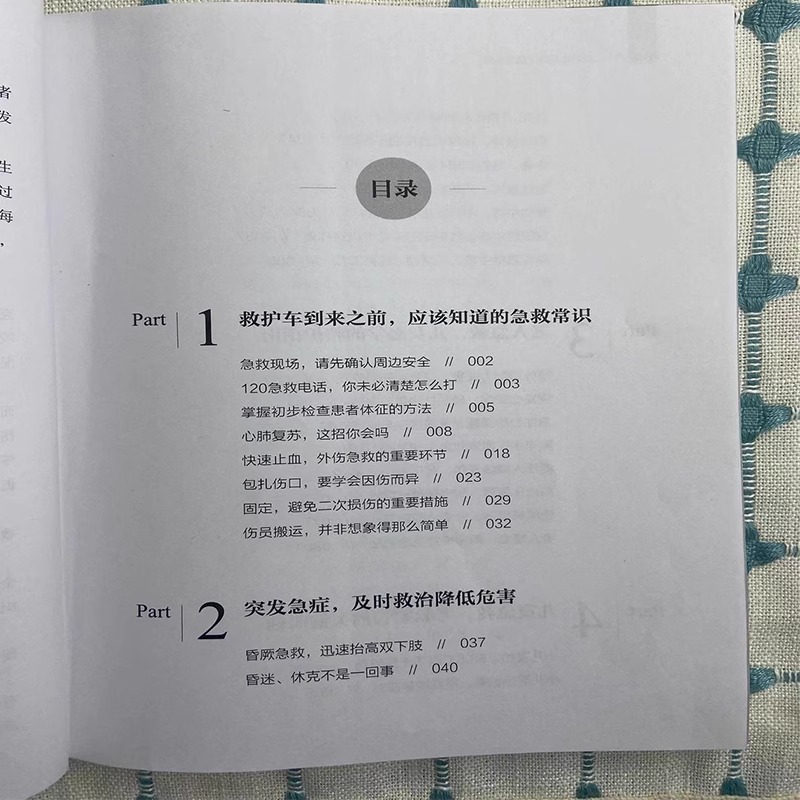 者
发
生
过
每
，
目录
Part 1 救护车到来之前，应该知道的急救常识
急救现场，请先确认周边安全 // 002
120急救电话，你未必清楚怎么打 // 003
掌握初步检查患者体征的方法 // 005
心肺复苏，这招你会吗 // 008
快速止血，外伤急救的重要环节 // 018
包扎伤口，要学会因伤而异 // 023
固定，避免二次损伤的重要措施 // 029
伤员搬运，并非想象得那么简单 // 032
Part 2 突发急症，及时救治降低危害
昏厥急救，迅速抬高双下肢 // 037
昏迷、休克不是一回事 // 040